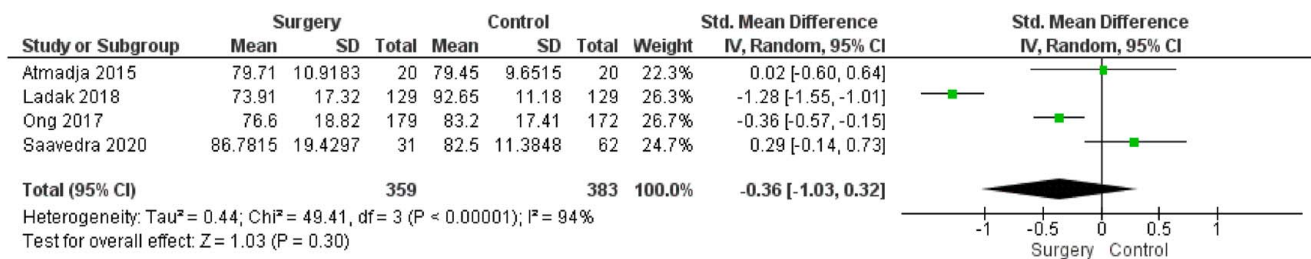 Surgery Control Std. Mean Difference Std. Mean Difference
Study or Subgroup Mean SD Total Mean SD Total Weight IV, Random, 95% CI IV, Random, 95% CI
Atmadja 2015 79.71 10.9183 20 79.45 9.6515 20 22.3% 0.02 [-0.60, 0.64]
Ladak 2018 73.91 17.32 129 92.65 11.18 129 26.3% -1.28 [-1.55, -1.01]
Ong 2017 76.6 18.82 179 83.2 17.41 172 26.7% -0.36 [-0.57, -0.15]
Saavedra 2020 86.7815 19.4297 31 82.5 11.3848 62 24.7% 0.29 [-0.14, 0.73]
Total (95% CI) 359 383 100.0% -0.36 [-1.03, 0.32]
Heterogeneity: Tau² = 0.44; Chi² = 49.41, df = 3 (P < 0.00001); I² = 94%
Test for overall effect: Z = 1.03 (P = 0.30)
-1 -0.5 0 0.5 1
Surgery Control